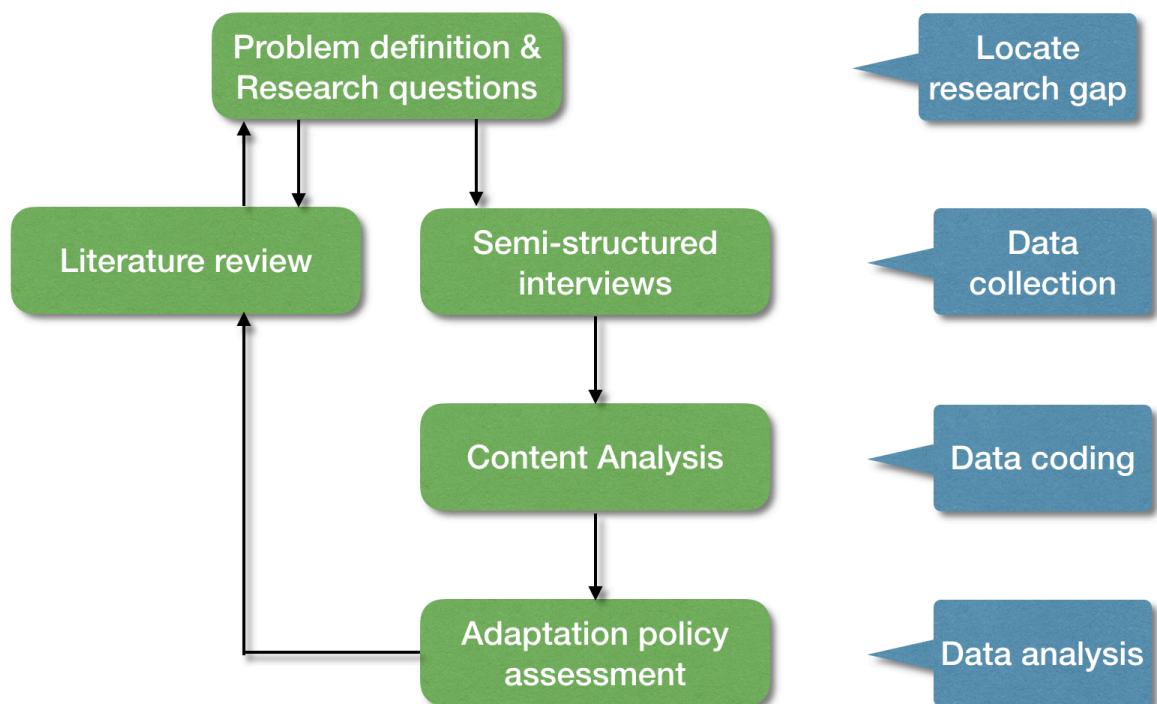 Problem definition &
Research questions
Locate
research gap
Literature review
Semi-structured
interviews
Data
collection
Content Analysis
Data coding
Adaptation policy
assessment
Data analysis